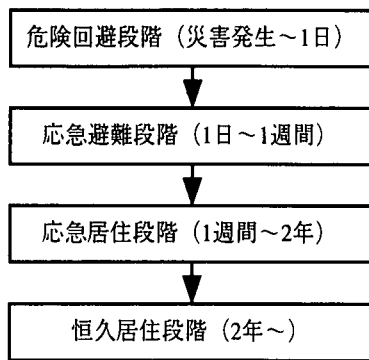 危険回避段階（災害発生～1日）
応急避難段階（1日～1週間）
応急居住段階（1週間～2年）
恒久居住段階（2年～）